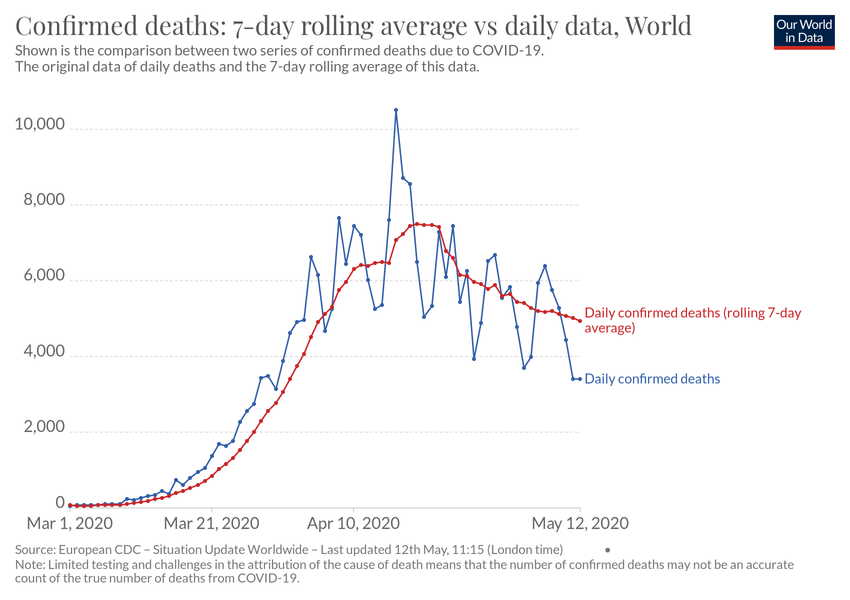 Confirmed deaths: 7-day rolling average vs daily data, World
Our World
in Data
Shown is the comparison between two series of confirmed deaths due to COVID-19.
The original data of daily deaths and the 7-day rolling average of this data.
10,000
8,000
6,000
4,000
2,000
0
Daily confirmed deaths (rolling 7-day
average)
Daily confirmed deaths
Mar 1, 2020
Mar 21, 2020
Apr 10, 2020
May 12, 2020
Source: European CDC – Situation Update Worldwide – Last updated 12th May, 11:15 (London time)
Note: Limited testing and challenges in the attribution of the cause of death means that the number of confirmed deaths may not be an accurate
count of the true number of deaths from COVID-19.